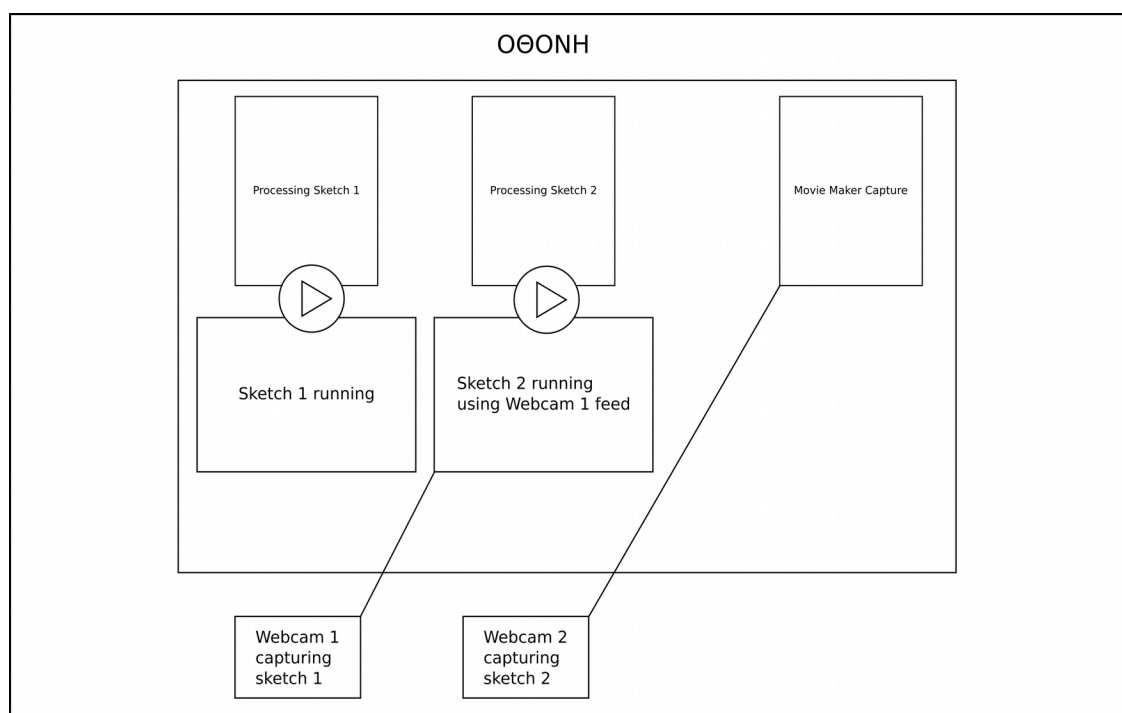 ΟΘΟΝΗ
Processing Sketch 1
Processing Sketch 2
Movie Maker Capture
Sketch 1 running
Sketch 2 running
using Webcam 1 feed
Webcam 1
capturing
sketch 1
Webcam 2
capturing
sketch 2